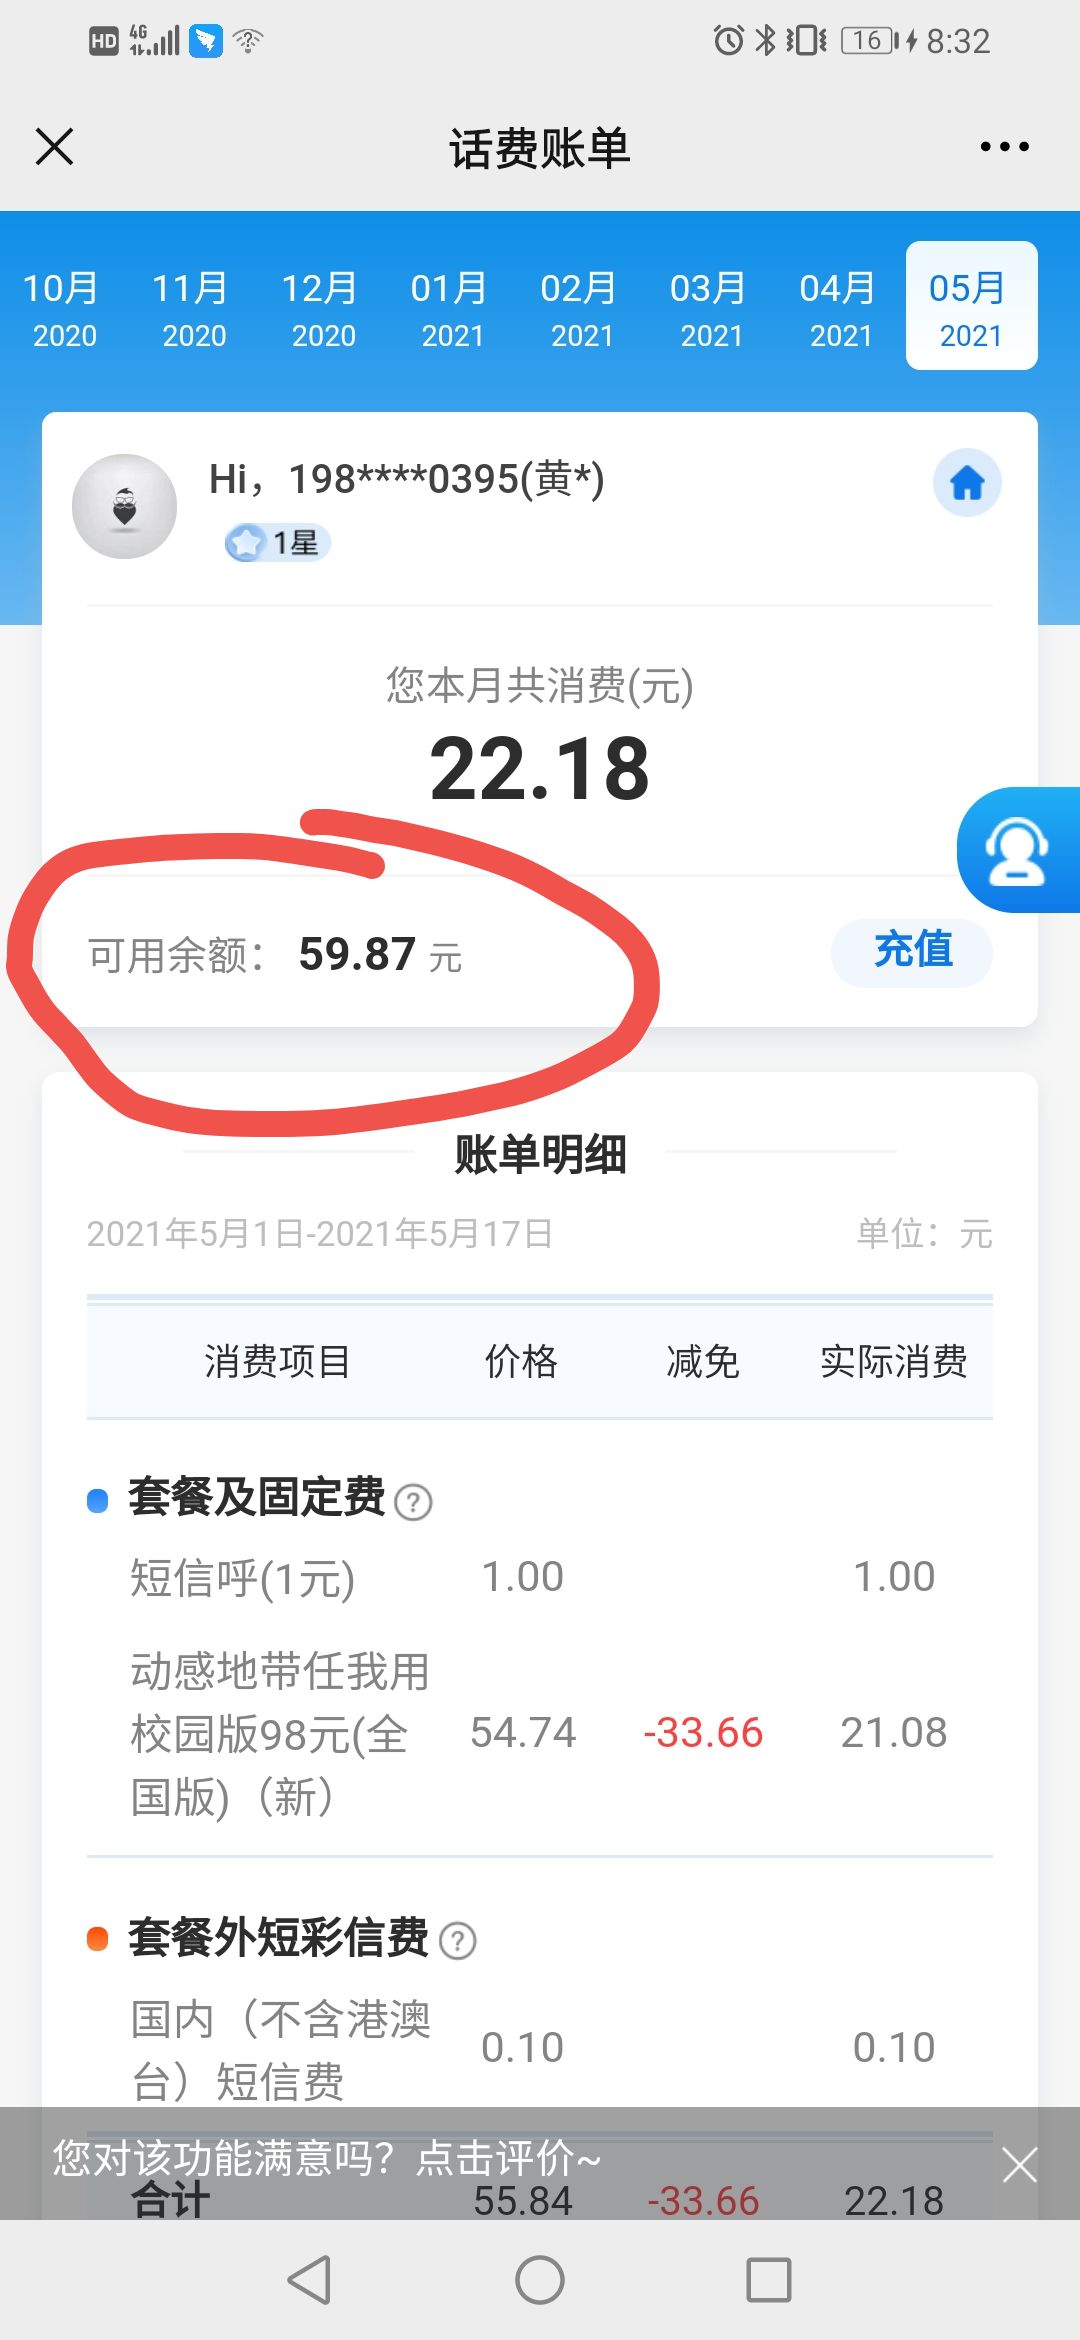 HD 4G 16 8:32
话费账单
10月 11月 12月 01月 02月 03月 04月 05月
2020 2020 2020 2021 2021 2021 2021 2021
Hi，198****0395(黄*)
1星
您本月共消费(元)
22.18
可用余额： 59.87 元 充值
账单明细
2021年5月1日-2021年5月17日 单位：元
消费项目 价格 减免 实际消费
套餐及固定费 ?
短信呼(1元) 1.00 1.00
动感地带任我用
校园版98元(全 54.74 -33.66 21.08
国版)（新）
套餐外短彩信费 ?
国内（不含港澳
台）短信费 0.10 0.10
您对该功能满意吗？点击评价~
合计 55.84 -33.66 22.18